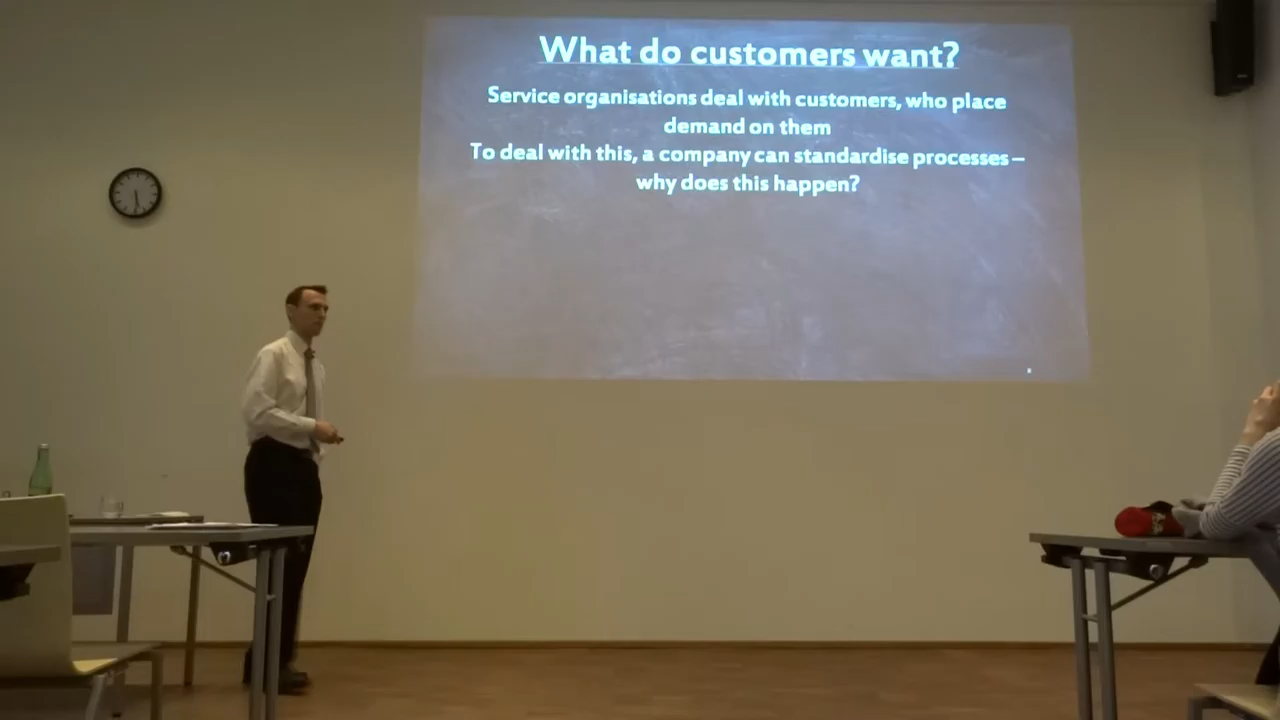 What do customers want?
Service organisations deal with customers, who place
demand on them
To deal with this, a company can standardise processes –
why does this happen?